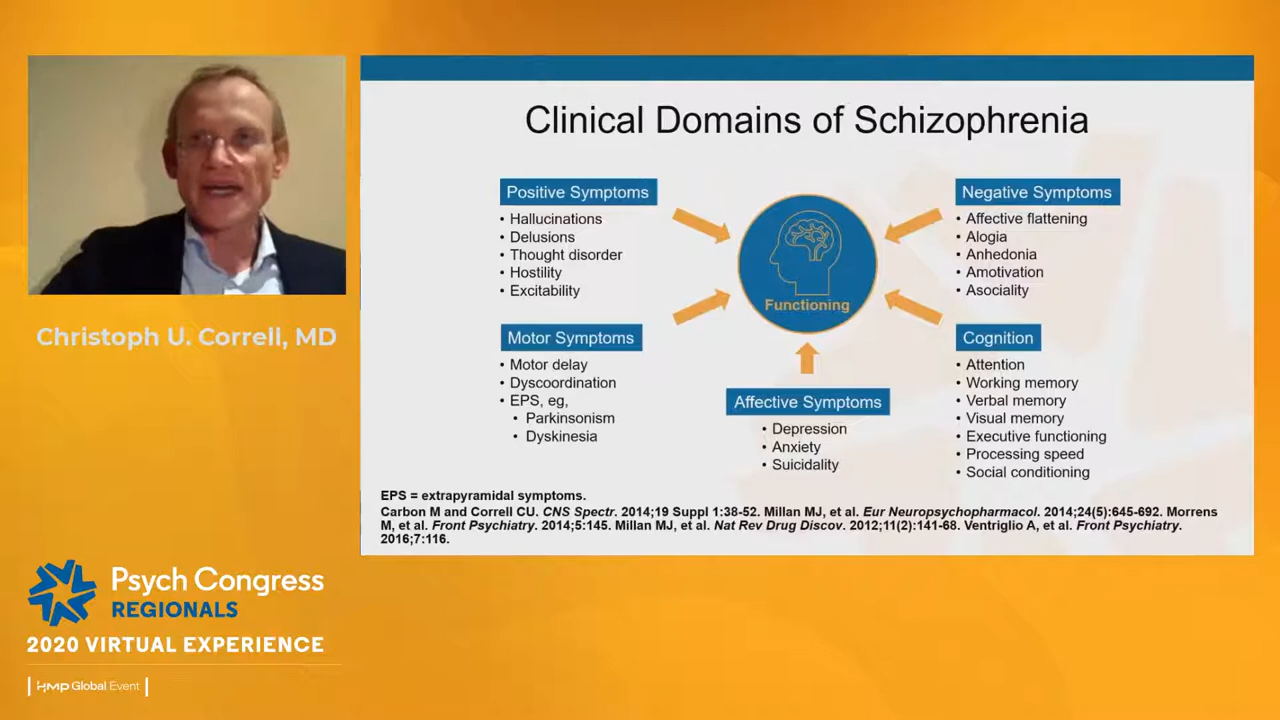 Clinical Domains of Schizophrenia
Positive Symptoms
• Hallucinations
• Delusions
• Thought disorder
• Hostility
• Excitability
Motor Symptoms
• Motor delay
• Dyscoordination
• EPS, eg,
• Parkinsonism
• Dyskinesia
Functioning
Affective Symptoms
• Depression
• Anxiety
• Suicidality
Negative Symptoms
• Affective flattening
• Alogia
• Anhedonia
• Amotivation
• Asociality
Cognition
• Attention
• Working memory
• Verbal memory
• Visual memory
• Executive functioning
• Processing speed
• Social conditioning
EPS = extrapyramidal symptoms.
Carbon M and Correll CU. CNS Spectr. 2014;19 Suppl 1:38-52. Millan MJ, et al. Eur Neuropsychopharmacol. 2014;24(5):645-692. Morrens
M, et al. Front Psychiatry. 2014;5:145. Millan MJ, et al. Nat Rev Drug Discov. 2012;11(2):141-68. Ventriglio A, et al. Front Psychiatry.
2016;7:116.
Christoph U. Correll, MD
Psych Congress
REGIONALS
2020 VIRTUAL EXPERIENCE
HMP Global Event